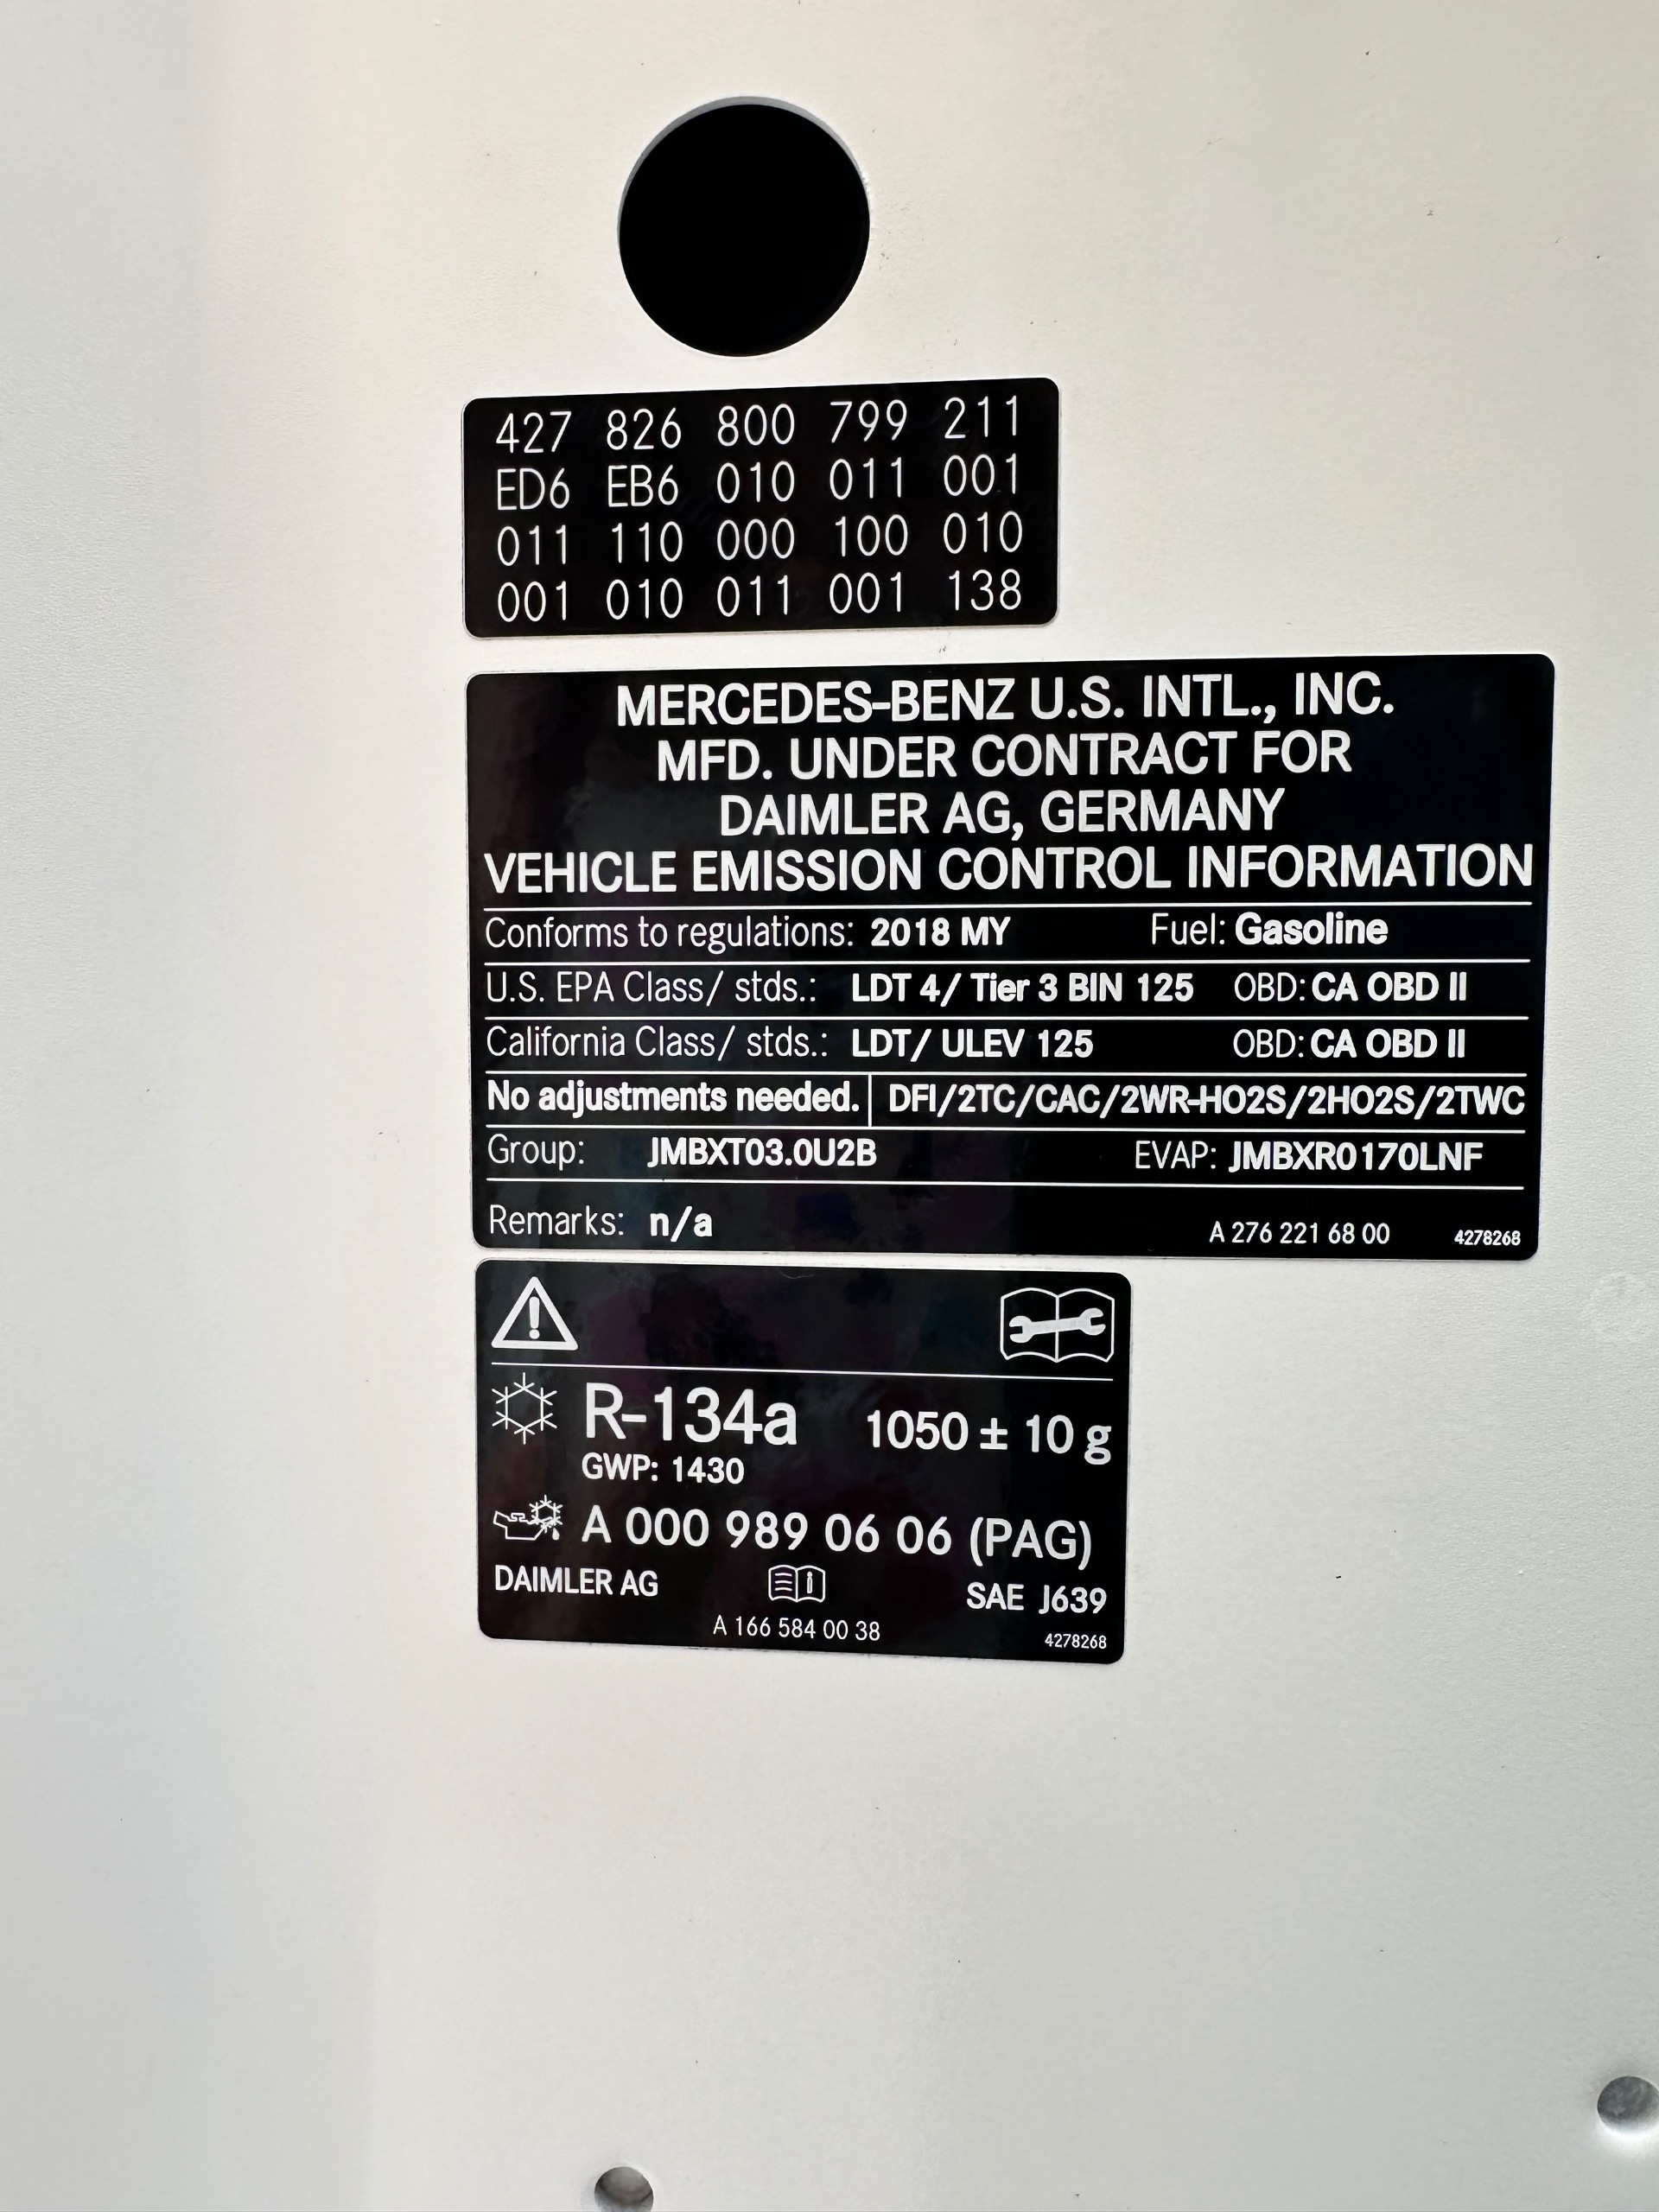 427 826 800 799 211
ED6 EB6 010 011 001
011 110 000 100 010
001 010 011 001 138
MERCEDES-BENZ U.S. INTL., INC.
MFD. UNDER CONTRACT FOR
DAIMLER AG, GERMANY
VEHICLE EMISSION CONTROL INFORMATION
Conforms to regulations: 2018 MY Fuel: Gasoline
U.S. EPA Class/ stds.: LDT 4/ Tier 3 BIN 125 OBD: CA OBD II
California Class/ stds.: LDT/ ULEV 125 OBD: CA OBD II
No adjustments needed. DFI/2TC/CAC/2WR-HO2S/2HO2S/2TWC
Group: JMBXT03.0U2B EVAP: JMBXR0170LNF
Remarks: n/a A 276 221 68 00 4278268
R-134a 1050 ± 10 g
GWP: 1430
A 000 989 06 06 (PAG)
DAIMLER AG SAE J639
A 166 584 00 38 4278268